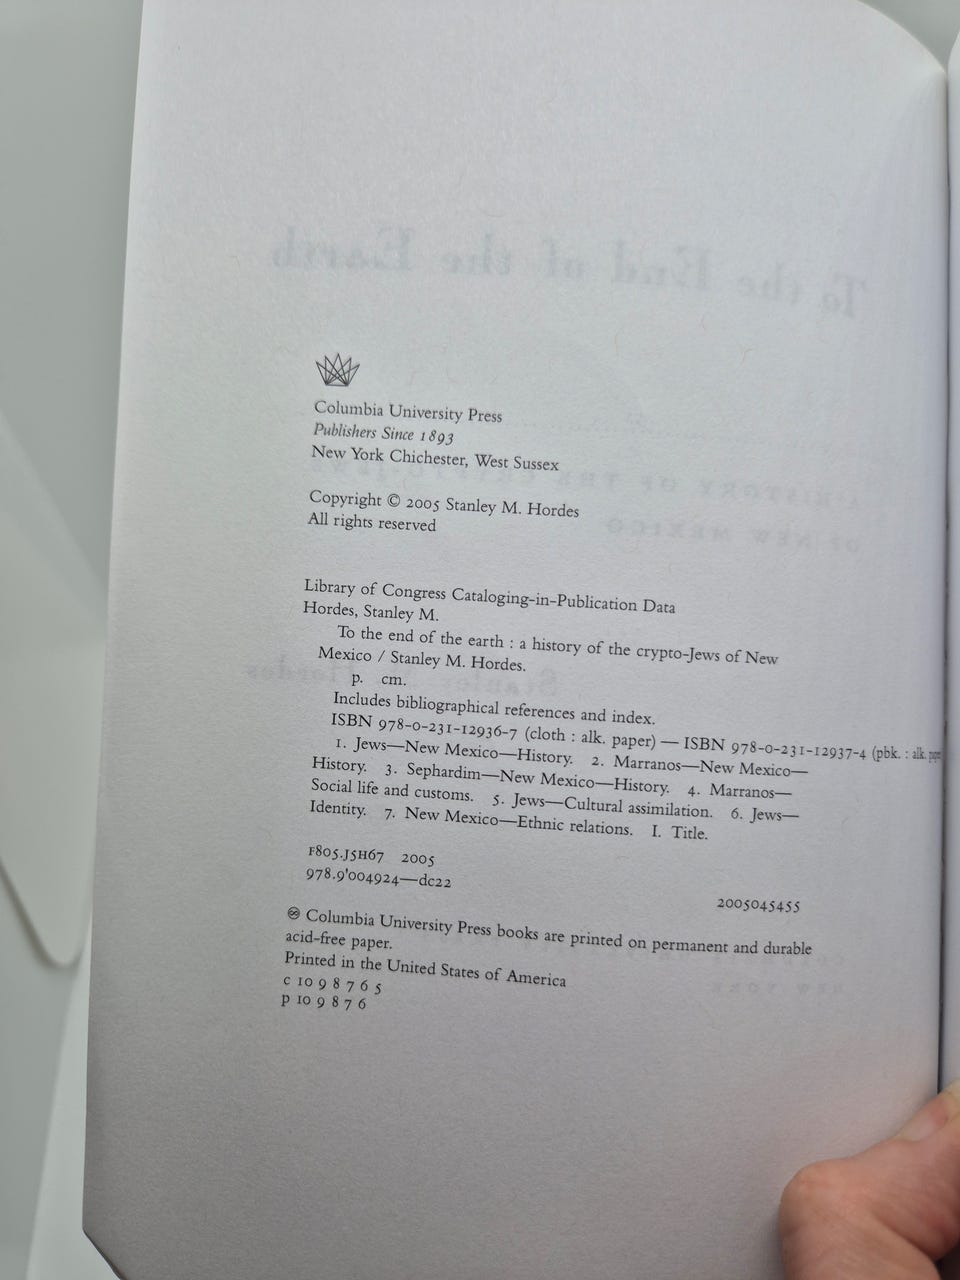 To the End of the Earth
Columbia University Press
Publishers Since 1893
New York Chichester, West Sussex
Copyright © 2005 Stanley M. Hordes
All rights reserved
Library of Congress Cataloging-in-Publication Data
Hordes, Stanley M.
To the end of the earth : a history of the crypto-Jews of New
Mexico / Stanley M. Hordes.
p. cm.
Includes bibliographical references and index.
ISBN 978-0-231-12936-7 (cloth : alk. paper) — ISBN 978-0-231-12937-4 (pbk. : alk.
1. Jews—New Mexico—History. 2. Marranos—New Mexico—
History. 3. Sephardim—New Mexico—History. 4. Marranos—
Social life and customs. 5. Jews—Cultural assimilation. 6. Jews—
Identity. 7. New Mexico—Ethnic relations. I. Title.
F805.J5H67 2005
978.9'004924—dc22
2005045455
♾ Columbia University Press books are printed on permanent and durable
acid-free paper.
Printed in the United States of America
c 10 9 8 7 6 5
p 10 9 8 7 6